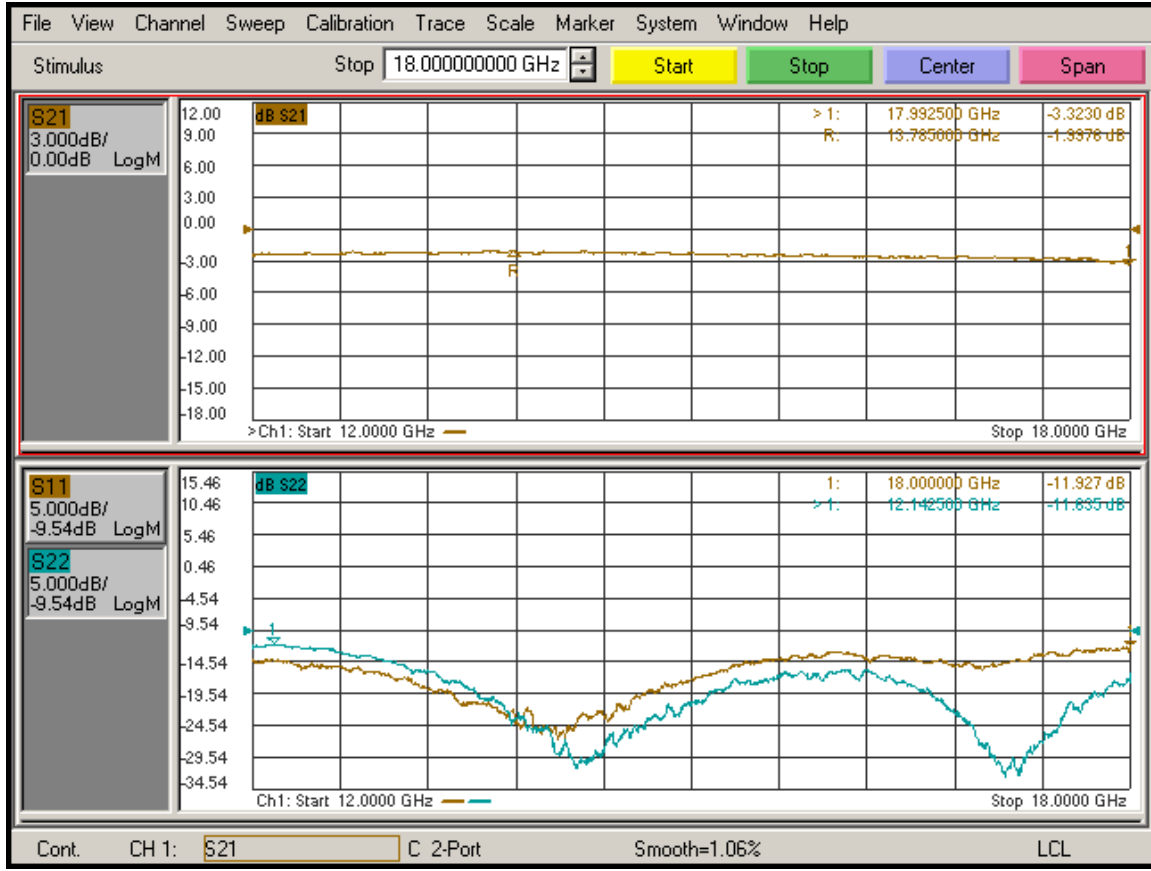 File View Channel Sweep Calibration Trace Scale Marker System Window Help
Stimulus Stop 18.000000000 GHz Start Stop Center Span
S21
3.000dB/
0.00dB LogM
12.00
9.00
6.00
3.00
0.00
-3.00
-6.00
-9.00
-12.00
-15.00
-18.00
dB S21
> 1: 17.992500 GHz -3.3230 dB
R: 13.785000 GHz -1.9976 dB
1
R
>Ch1: Start 12.0000 GHz Stop 18.0000 GHz
S11
5.000dB/
-9.54dB LogM
S22
5.000dB/
-9.54dB LogM
15.46
10.46
5.46
0.46
-4.54
-9.54
-14.54
-19.54
-24.54
-29.54
-34.54
dB S22
1: 18.000000 GHz -11.927 dB
> 1: 12.142500 GHz -11.835 dB
1
Ch1: Start 12.0000 GHz Stop 18.0000 GHz
Cont. CH 1: S21 C 2-Port Smooth=1.06% LCL